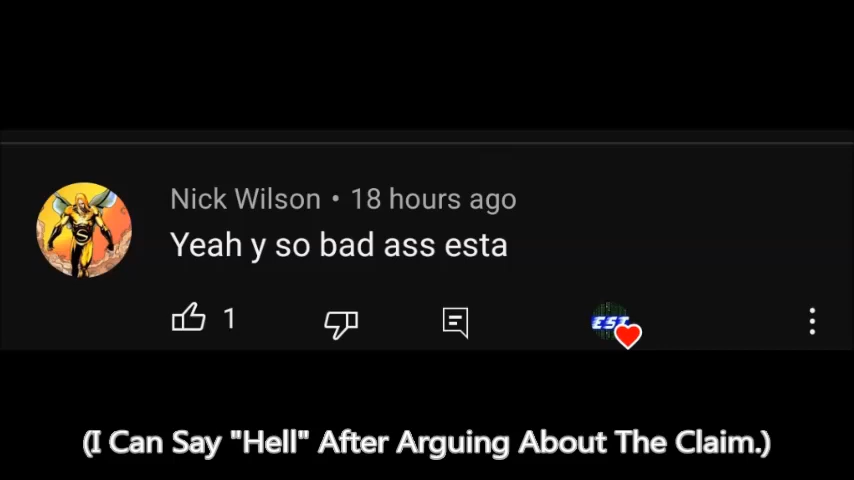 Nick Wilson • 18 hours ago
Yeah y so bad ass esta
1
EST
(I Can Say "Hell" After Arguing About The Claim.)